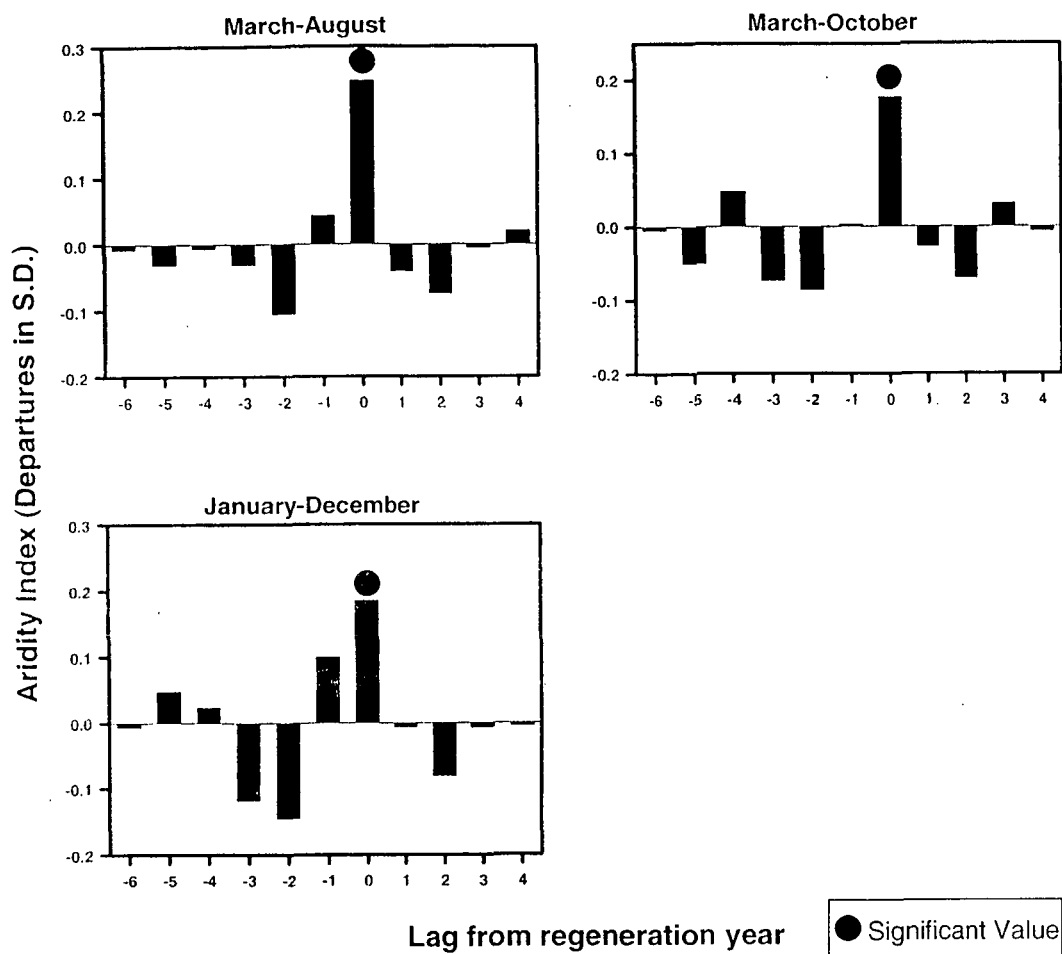 March-August
March-October
0.3
0.2
0.1
0.0
-0.1
-0.2
-6 -5 -4 -3 -2 -1 0 1 2 3 4
0.2
0.1
0.0
-0.1
-0.2
-6 -5 -4 -3 -2 -1 0 1 2 3 4
Aridity Index (Departures in S.D.)
January-December
0.3
0.2
0.1
0.0
-0.1
-0.2
-6 -5 -4 -3 -2 -1 0 1 2 3 4
Lag from regeneration year
Significant Value